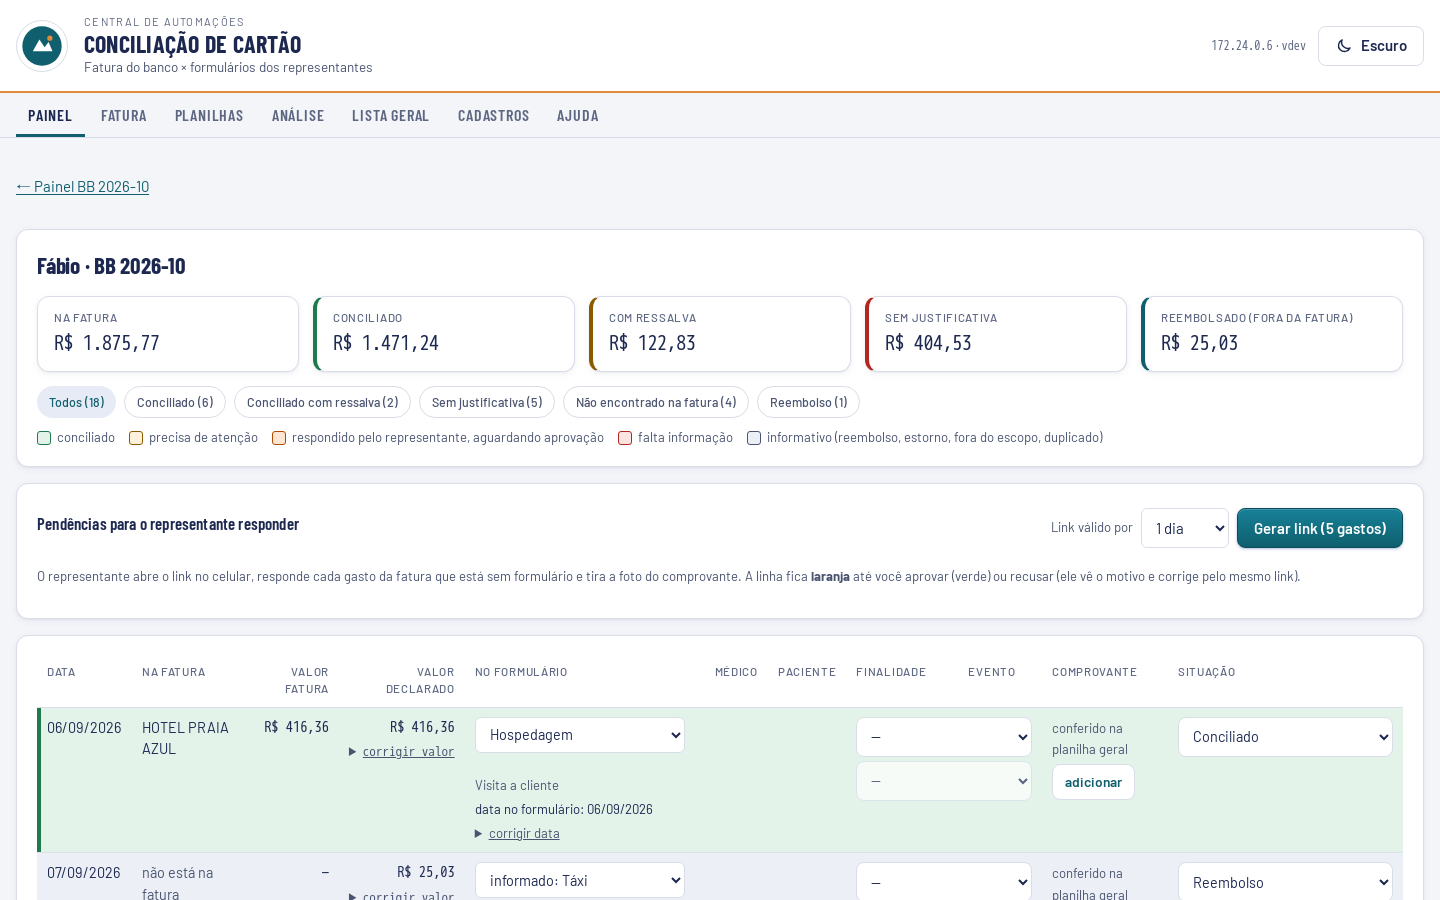 CENTRAL DE AUTOMAÇÕES
CONCILIAÇÃO DE CARTÃO
Fatura do banco × formulários dos representantes
172.24.0.6 · vdev
Escuro
PAINEL FATURA PLANILHAS ANÁLISE LISTA GERAL CADASTROS AJUDA
← Painel BB 2026-10
Fábio · BB 2026-10
NA FATURA
R$ 1.875,77
CONCILIADO
R$ 1.471,24
COM RESSALVA
R$ 122,83
SEM JUSTIFICATIVA
R$ 404,53
REEMBOLSADO (FORA DA FATURA)
R$ 25,03
Todos (18) Conciliado (6) Conciliado com ressalva (2) Sem justificativa (5) Não encontrado na fatura (4) Reembolso (1)
conciliado precisa de atenção respondido pelo representante, aguardando aprovação falta informação informativo (reembolso, estorno, fora do escopo, duplicado)
Pendências para o representante responder
Link válido por 1 dia Gerar link (5 gastos)
O representante abre o link no celular, responde cada gasto da fatura que está sem formulário e tira a foto do comprovante. A linha fica laranja até você aprovar (verde) ou recusar (ele vê o motivo e corrige pelo mesmo link).
DATA NA FATURA VALOR FATURA VALOR DECLARADO NO FORMULÁRIO MÉDICO PACIENTE FINALIDADE EVENTO COMPROVANTE SITUAÇÃO
06/09/2026
HOTEL PRAIA
AZUL
R$ 416,36
R$ 416,36
▶ corrigir valor
Hospedagem
Visita a cliente
data no formulário: 06/09/2026
▶ corrigir data
—
—
conferido na
planilha geral
adicionar
Conciliado
07/09/2026
não está na
fatura
—
R$ 25,03
▶ corrigir valor
informado: Táxi
—
conferido na
planilha geral
Reembolso